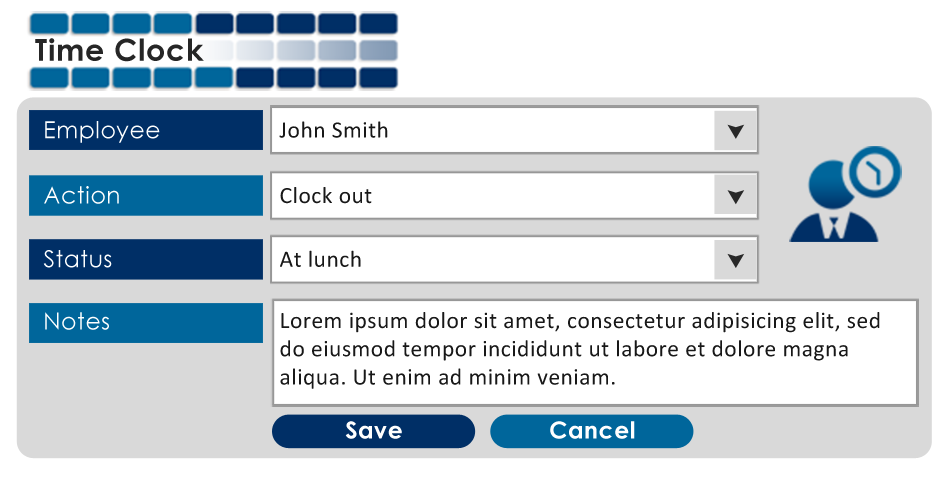 Time Clock
Employee
John Smith
Action
Clock out
Status
At lunch
Notes
Lorem ipsum dolor sit amet, consectetur adipisicing elit, sed
do eiusmod tempor incididunt ut labore et dolore magna
aliqua. Ut enim ad minim veniam.
Save
Cancel